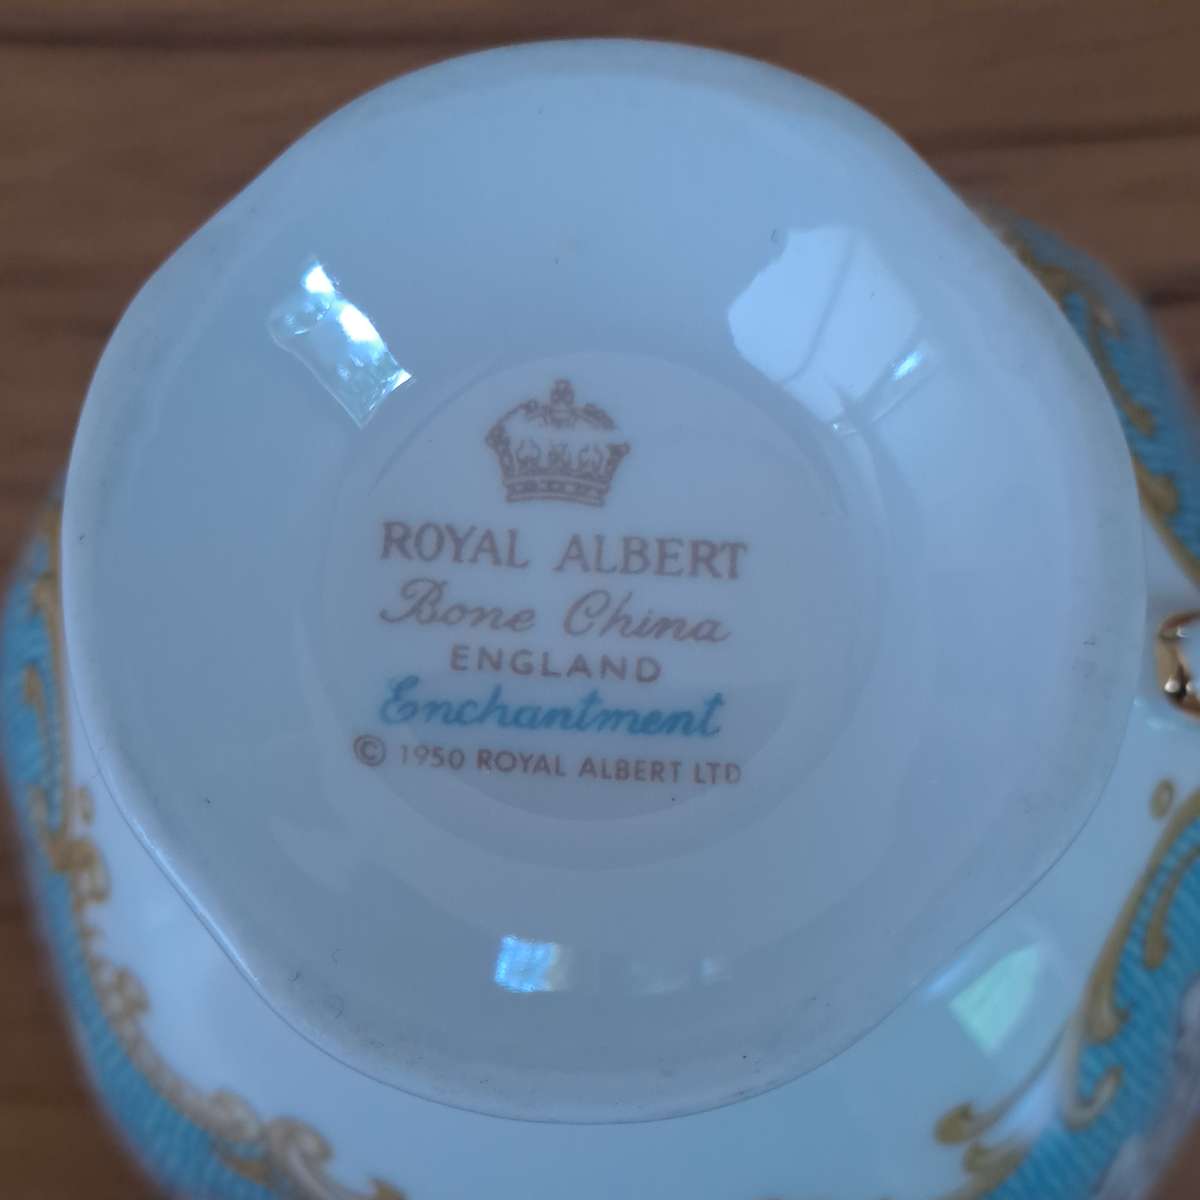 ROYAL ALBERT
Bone China
ENGLAND
Enchantment
© 1950 ROYAL ALBERT LTD